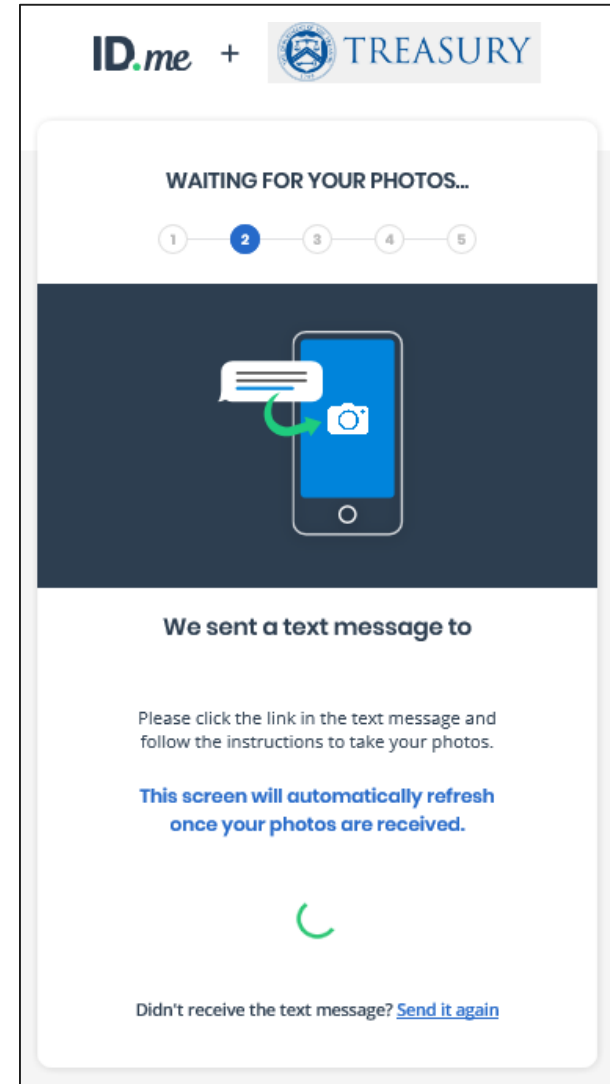 ID.me + TREASURY
WAITING FOR YOUR PHOTOS...
1 2 3 4 5
We sent a text message to
Please click the link in the text message and
follow the instructions to take your photos.
This screen will automatically refresh
once your photos are received.
Didn't receive the text message? Send it again